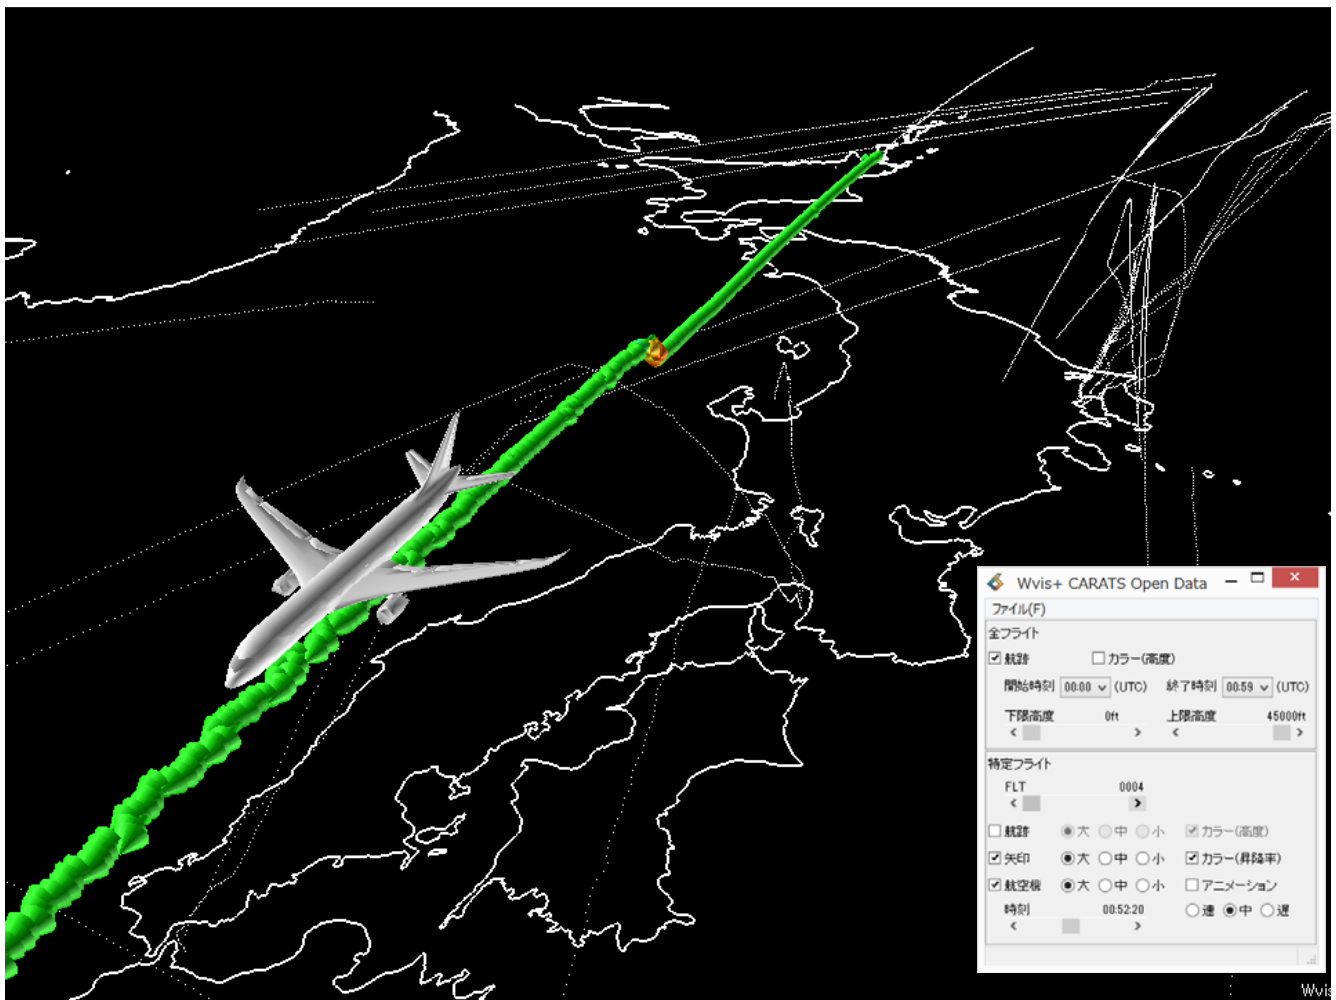 Wvis+ CARATS Open Data
ファイル(F)
全フライト
航跡 カラー(高度)
開始時刻 00:00 (UTC) 終了時刻 00:59 (UTC)
下限高度 0ft 上限高度 45000ft
特定フライト
FLT 0004
航跡 大 中 小 カラー(高度)
矢印 大 中 小 カラー(昇降率)
航空機 大 中 小 アニメーション
時刻 00:52:20 速 中 遅
Wvis